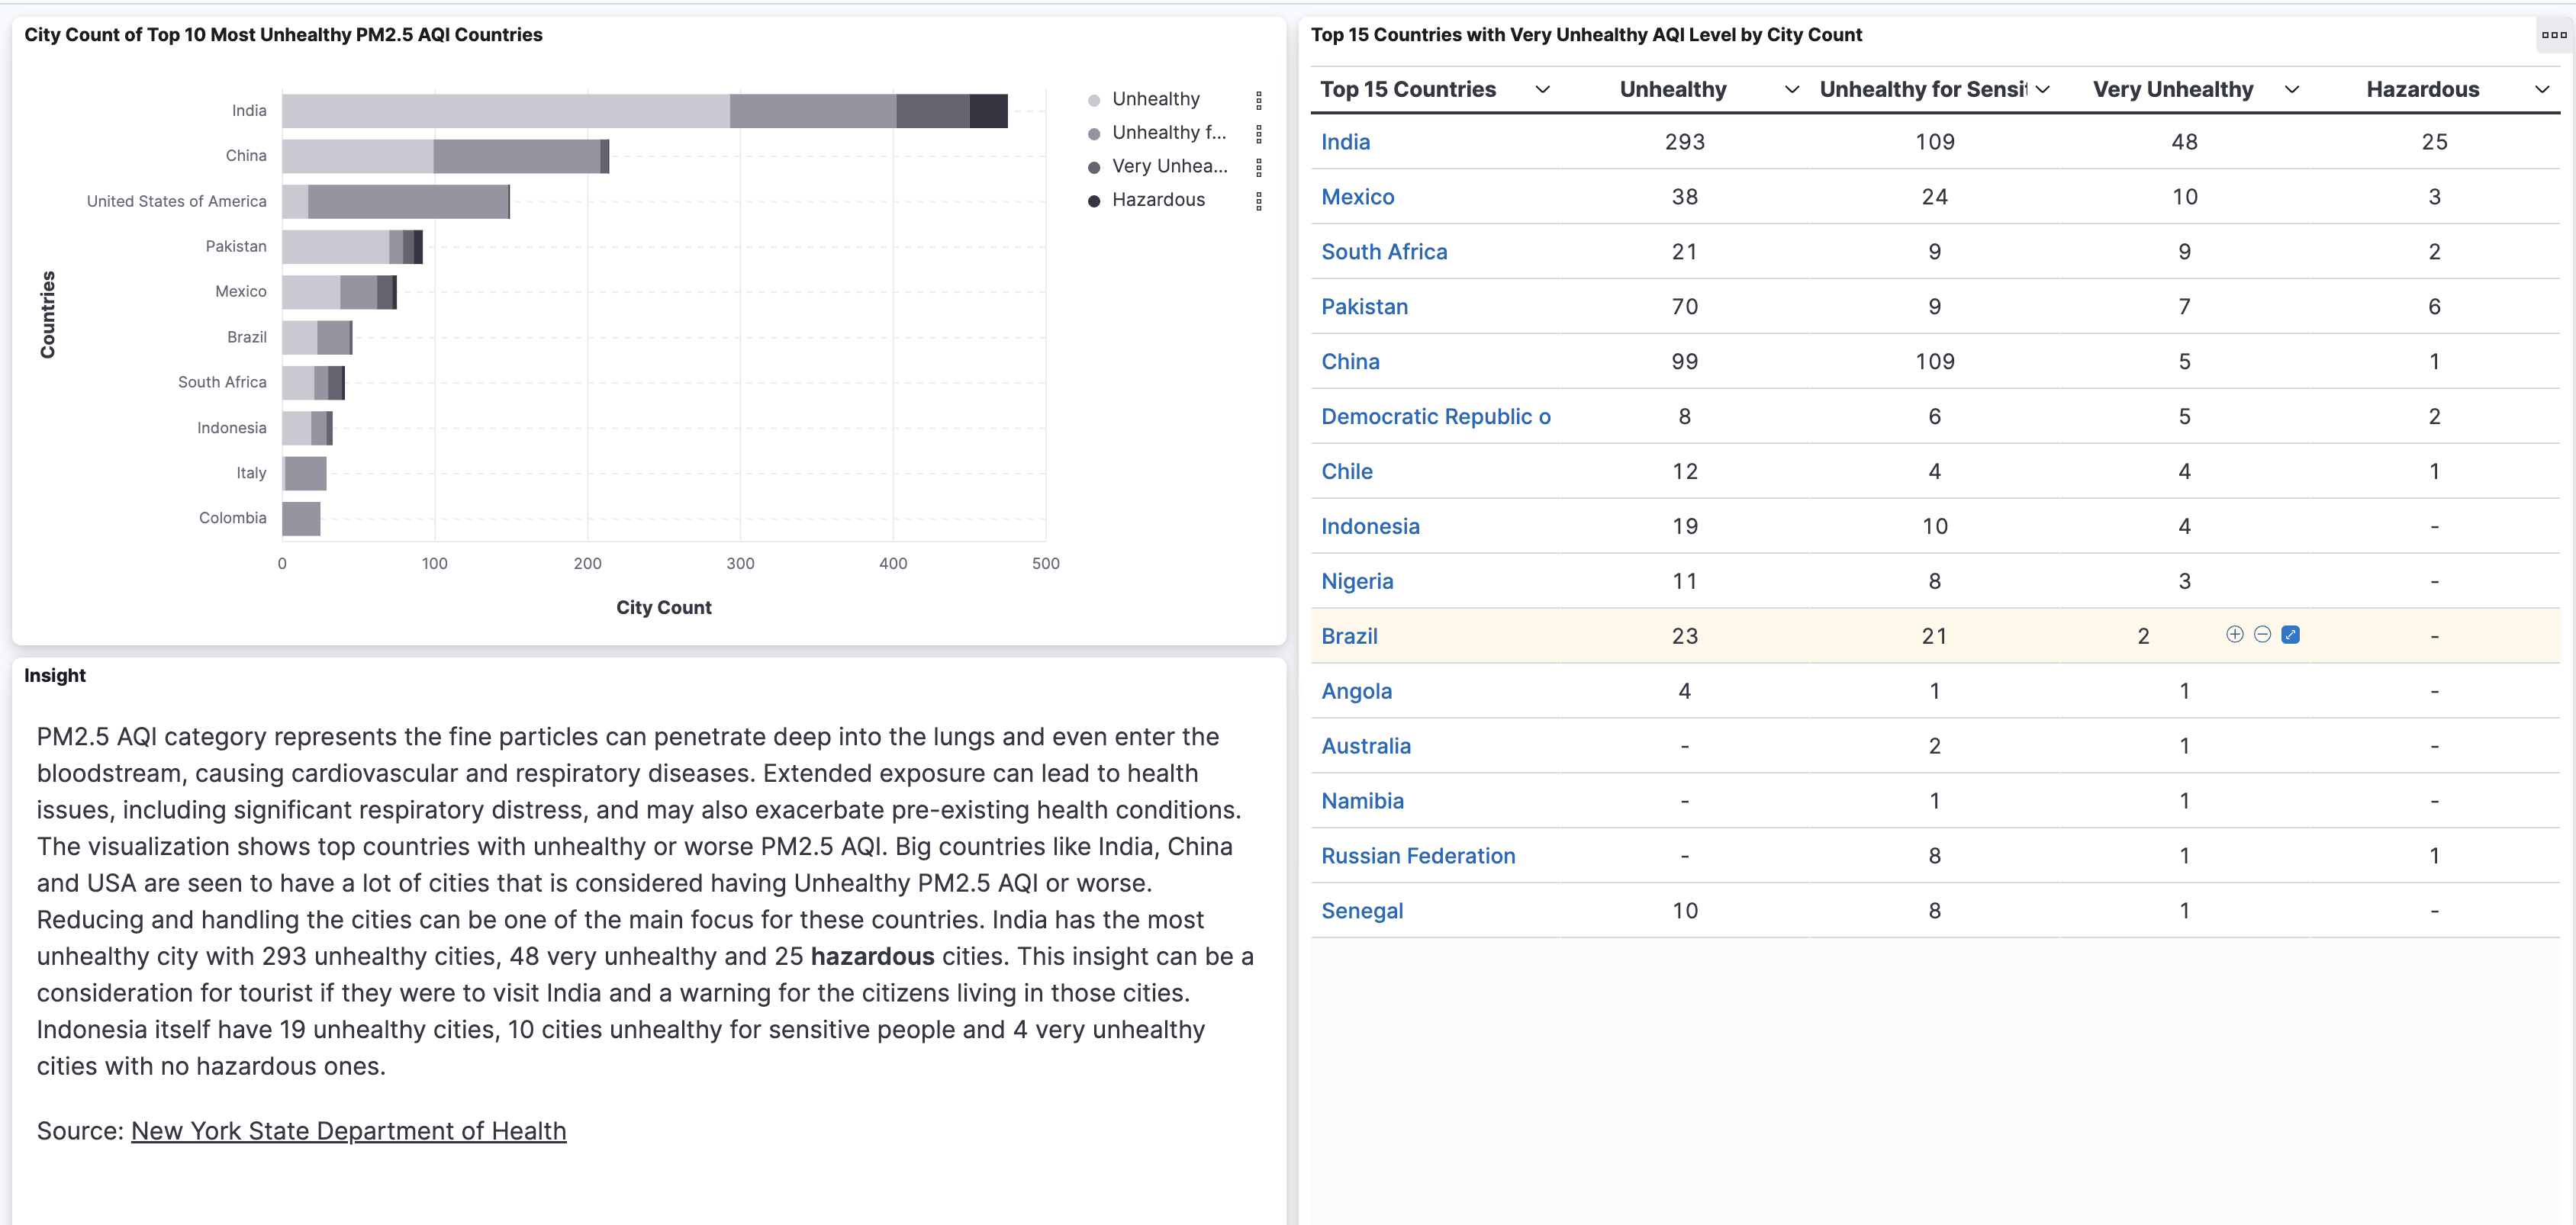 City Count of Top 10 Most Unhealthy PM2.5 AQI Countries
Countries
India
China
United States of America
Pakistan
Mexico
Brazil
South Africa
Indonesia
Italy
Colombia
0 100 200 300 400 500
City Count
Unhealthy
Unhealthy f...
Very Unhea...
Hazardous
Insight
PM2.5 AQI category represents the fine particles can penetrate deep into the lungs and even enter the
bloodstream, causing cardiovascular and respiratory diseases. Extended exposure can lead to health
issues, including significant respiratory distress, and may also exacerbate pre-existing health conditions.
The visualization shows top countries with unhealthy or worse PM2.5 AQI. Big countries like India, China
and USA are seen to have a lot of cities that is considered having Unhealthy PM2.5 AQI or worse.
Reducing and handling the cities can be one of the main focus for these countries. India has the most
unhealthy city with 293 unhealthy cities, 48 very unhealthy and 25 hazardous cities. This insight can be a
consideration for tourist if they were to visit India and a warning for the citizens living in those cities.
Indonesia itself have 19 unhealthy cities, 10 cities unhealthy for sensitive people and 4 very unhealthy
cities with no hazardous ones.
Source: New York State Department of Health
Top 15 Countries with Very Unhealthy AQI Level by City Count
Top 15 Countries Unhealthy Unhealthy for Sensit Very Unhealthy Hazardous
India 293 109 48 25
Mexico 38 24 10 3
South Africa 21 9 9 2
Pakistan 70 9 7 6
China 99 109 5 1
Democratic Republic o 8 6 5 2
Chile 12 4 4 1
Indonesia 19 10 4 -
Nigeria 11 8 3 -
Brazil 23 21 2 -
Angola 4 1 1 -
Australia - 2 1 -
Namibia - 1 1 -
Russian Federation - 8 1 1
Senegal 10 8 1 -